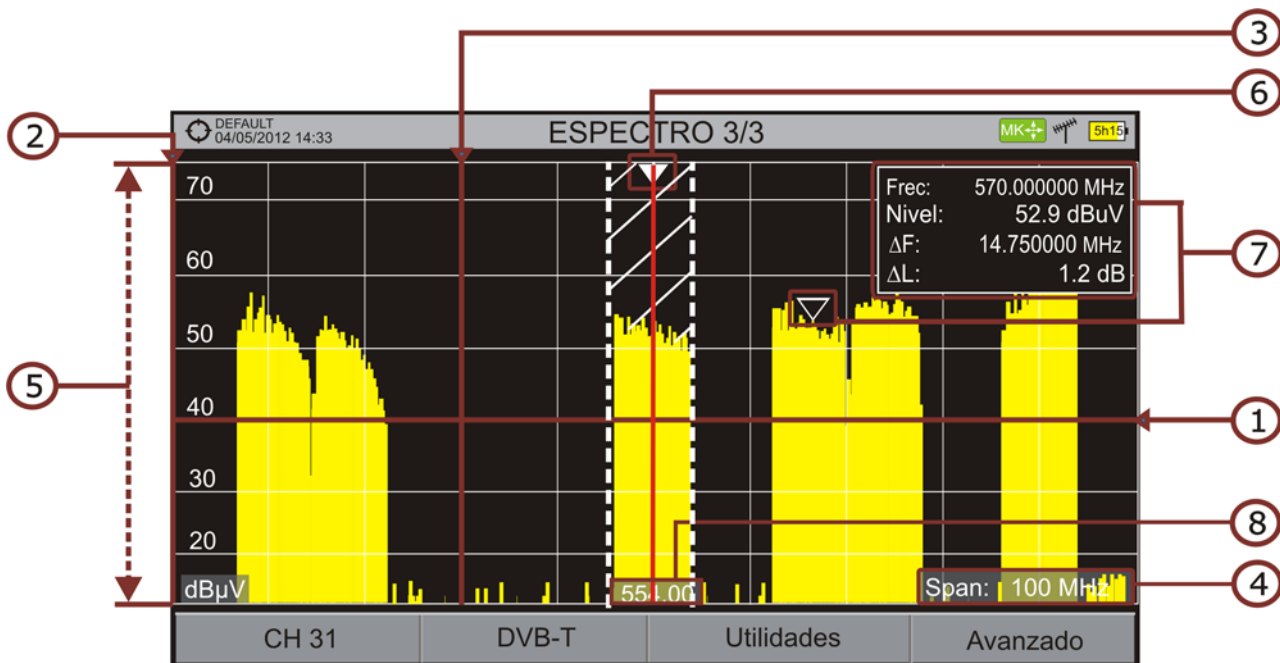 3
6
DEFAULT
04/05/2012 14:33
ESPECTRO 3/3
MK
5h15
2
70
Frec: 570.000000 MHz
Nivel: 52.9 dBuV
ΔF: 14.750000 MHz
ΔL: 1.2 dB
7
60
50
5
40
1
30
20
8
dBµV
554.00
Span: 100 MHz
4
CH 31
DVB-T
Utilidades
Avanzado